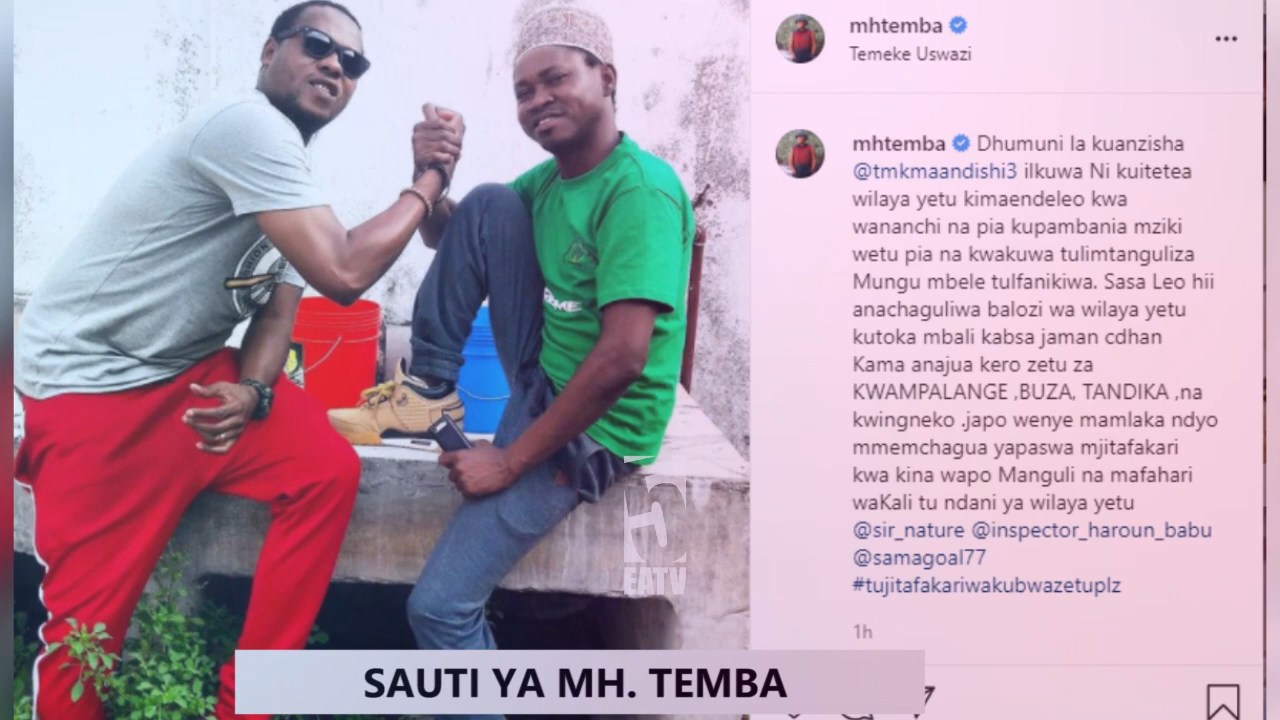 mhtemba
Temeke Uswazi
mhtemba Dhumuni la kuanzisha
@tmkmaandishi3 ilkuwa Ni kuitetea
wilaya yetu kimaendeleo kwa
wananchi na pia kupambania mziki
wetu pia na kwakuwa tulimtanguliza
Mungu mbele tulfanikiwa. Sasa Leo hii
anachaguliwa balozi wa wilaya yetu
kutoka mbali kabsa jaman cdhan
Kama anajua kero zetu za
KWAMPALANGE ,BUZA, TANDIKA ,na
kwingneko .japo wenye mamlaka ndyo
mmemchagua yapaswa mjitafakari
kwa kina wapo Manguli na mafahari
waKali tu ndani ya wilaya yetu
@sir_nature @inspector_haroun_babu
@samagoal77
#tujitafakariwakubwazetuplz
1h
EATV
SAUTI YA MH. TEMBA